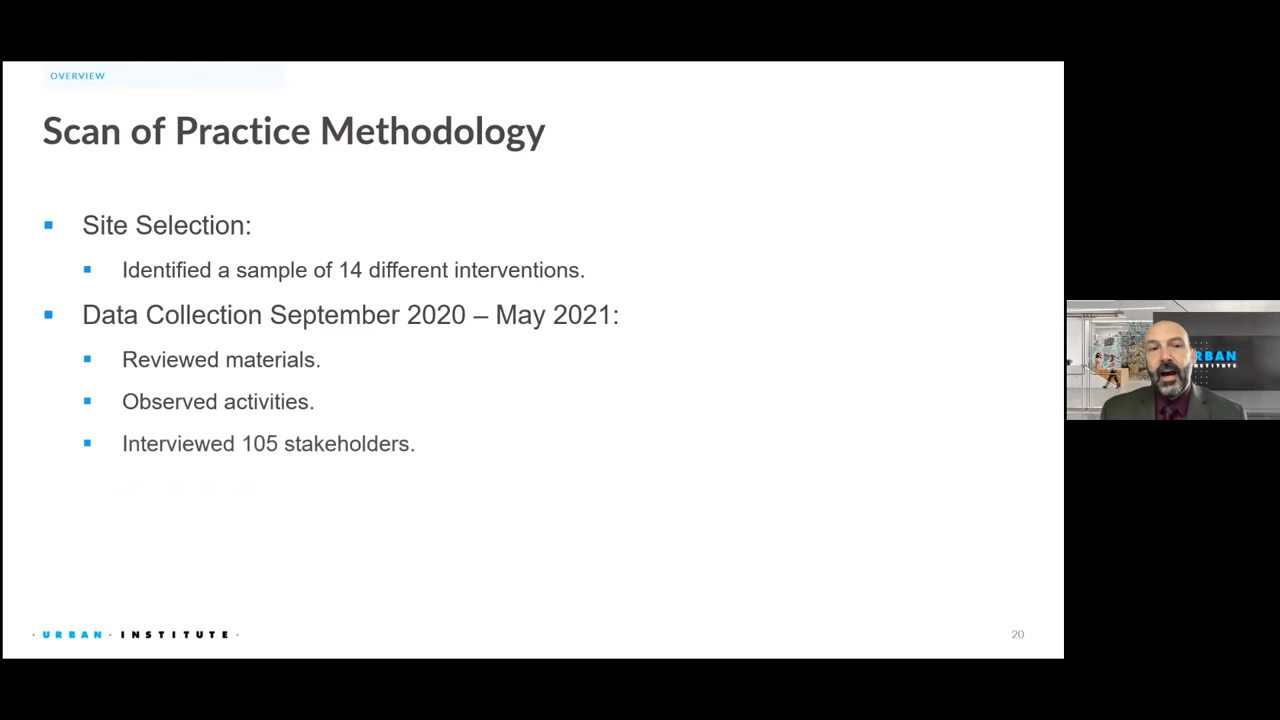 OVERVIEW
Scan of Practice Methodology
Site Selection:
Identified a sample of 14 different interventions.
Data Collection September 2020 – May 2021:
Reviewed materials.
Observed activities.
Interviewed 105 stakeholders.
URBAN · INSTITUTE
20
RBAN